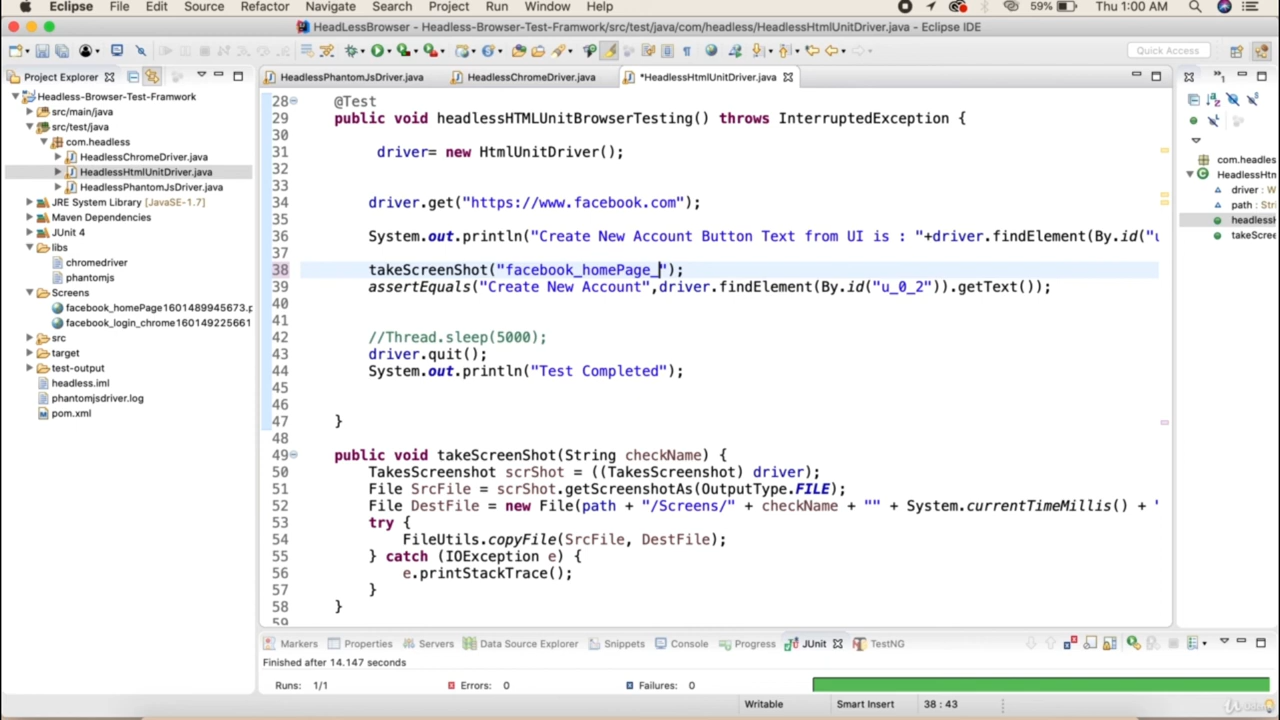 Eclipse File Edit Source Refactor Navigate Search Project Run Window Help 59% Thu 1:00 AM
HeadLessBrowser - Headless-Browser-Test-Framwork/src/test/java/com/headless/HeadlessHtmlUnitDriver.java - Eclipse IDE
Quick Access
Project Explorer HeadlessPhantomJsDriver.java HeadlessChromeDriver.java *HeadlessHtmlUnitDriver.java
Headless-Browser-Test-Framwork
src/main/java
src/test/java
com.headless
HeadlessChromeDriver.java
HeadlessHtmlUnitDriver.java
HeadlessPhantomJsDriver.java
JRE System Library [JavaSE-1.7]
Maven Dependencies
JUnit 4
libs
chromedriver
phantomjs
Screens
facebook_homePage1601489945673.p
facebook_login_chrome160149225661
src
target
test-output
headless.iml
phantomjsdriver.log
pom.xml
28 @Test
29 public void headlessHTMLUnitBrowserTesting() throws InterruptedException {
30
31 driver= new HtmlUnitDriver();
32
33
34 driver.get("https://www.facebook.com");
35
36 System.out.println("Create New Account Button Text from UI is : "+driver.findElement(By.id("u
37
38 takeScreenShot("facebook_homePage_");
39 assertEquals("Create New Account",driver.findElement(By.id("u_0_2")).getText());
40
41
42 //Thread.sleep(5000);
43 driver.quit();
44 System.out.println("Test Completed");
45
46
47 }
48
49 public void takeScreenShot(String checkName) {
50 TakesScreenshot scrShot = ((TakesScreenshot) driver);
51 File SrcFile = scrShot.getScreenshotAs(OutputType.FILE);
52 File DestFile = new File(path + "/Screens/" + checkName + "" + System.currentTimeMillis() + "
53 try {
54 FileUtils.copyFile(SrcFile, DestFile);
55 } catch (IOException e) {
56 e.printStackTrace();
57 }
58 }
59
com.headles
HeadlessHtm
driver : W
path : Stri
headlessH
takeScree
Markers Properties Servers Data Source Explorer Snippets Console Progress JUnit TestNG
Finished after 14.147 seconds
Runs: 1/1 Errors: 0 Failures: 0
Writable Smart Insert 38 : 43